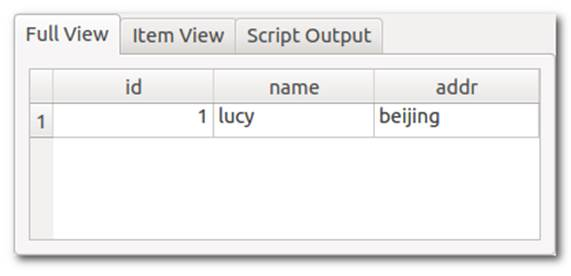 Full View Item View Script Output
id name addr
1 1 lucy beijing